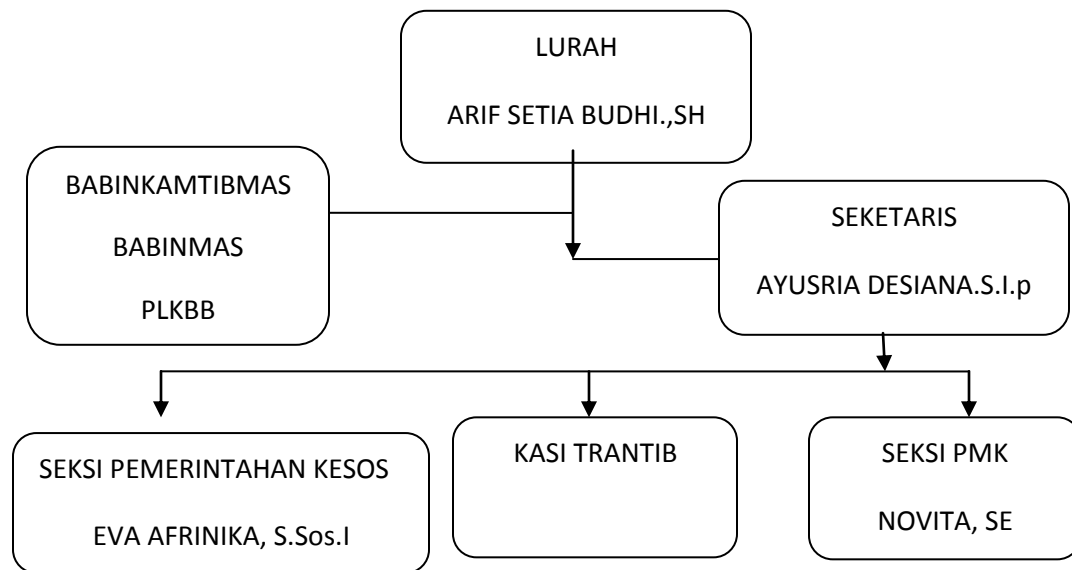 LURAH
ARIF SETIA BUDHI.,SH
BABINKAMTIBMAS
BABINMAS
PLKBB
SEKETARIS
AYUSRIA DESIANA.S.I.p
SEKSI PEMERINTAHAN KESOS
EVA AFRINIKA, S.Sos.I
KASI TRANTIB
SEKSI PMK
NOVITA, SE